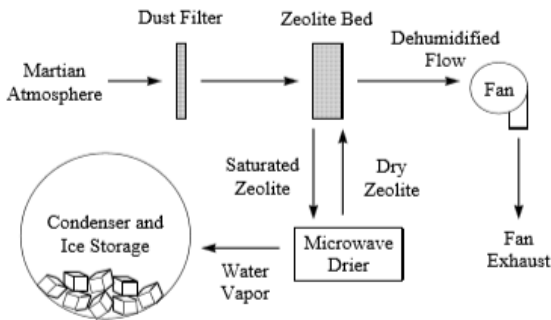 Dust Filter
Zeolite Bed
Dehumidified
Flow
Martian
Atmosphere
Fan
Saturated
Zeolite
Dry
Zeolite
Condenser and
Ice Storage
Water
Vapor
Microwave
Drier
Fan
Exhaust